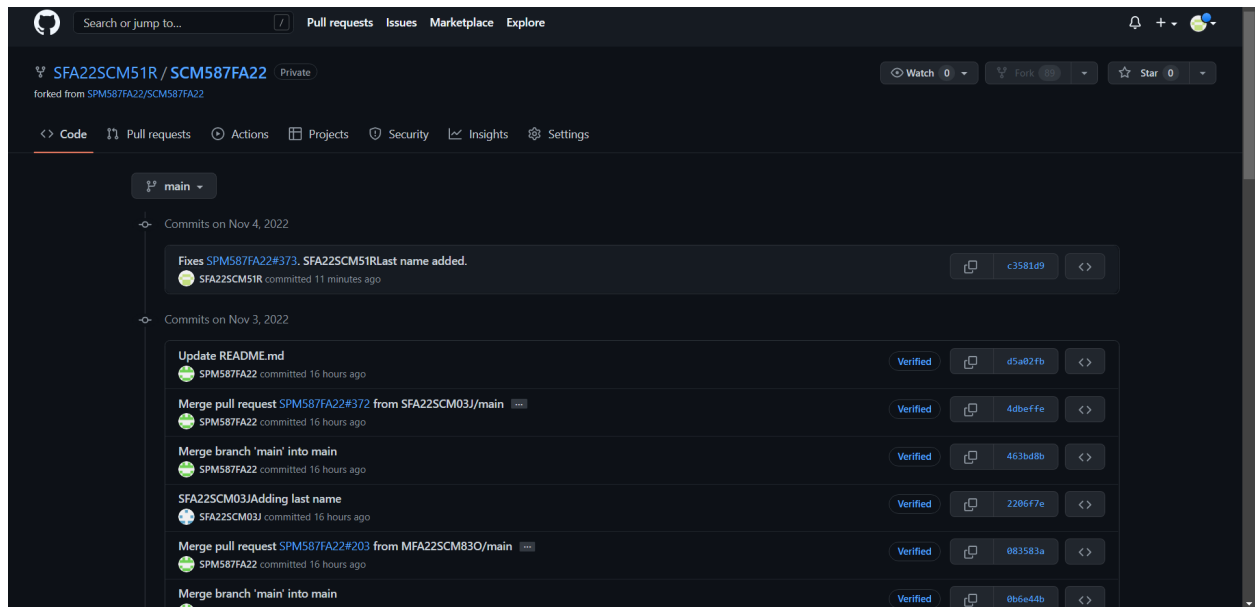 Search or jump to... / Pull requests Issues Marketplace Explore
SFA22SCM51R / SCM587FA22 Private
Watch 0 Fork 89 Star 0
forked from SPM587FA22/SCM587FA22
Code Pull requests Actions Projects Security Insights Settings
main
Commits on Nov 4, 2022
Fixes SPM587FA22#373. SFA22SCM51RLast name added.
SFA22SCM51R committed 11 minutes ago
c3581d9
Commits on Nov 3, 2022
Update README.md
SPM587FA22 committed 16 hours ago
Verified d5a02fb
Merge pull request SPM587FA22#372 from SFA22SCM03J/main ...
SPM587FA22 committed 16 hours ago
Verified 4dbeffe
Merge branch 'main' into main
SPM587FA22 committed 16 hours ago
Verified 463bd8b
SFA22SCM03JAdding last name
SFA22SCM03J committed 16 hours ago
Verified 2206f7e
Merge pull request SPM587FA22#203 from MFA22SCM83O/main ...
SPM587FA22 committed 16 hours ago
Verified 083583a
Merge branch 'main' into main
Verified 0b6e44b